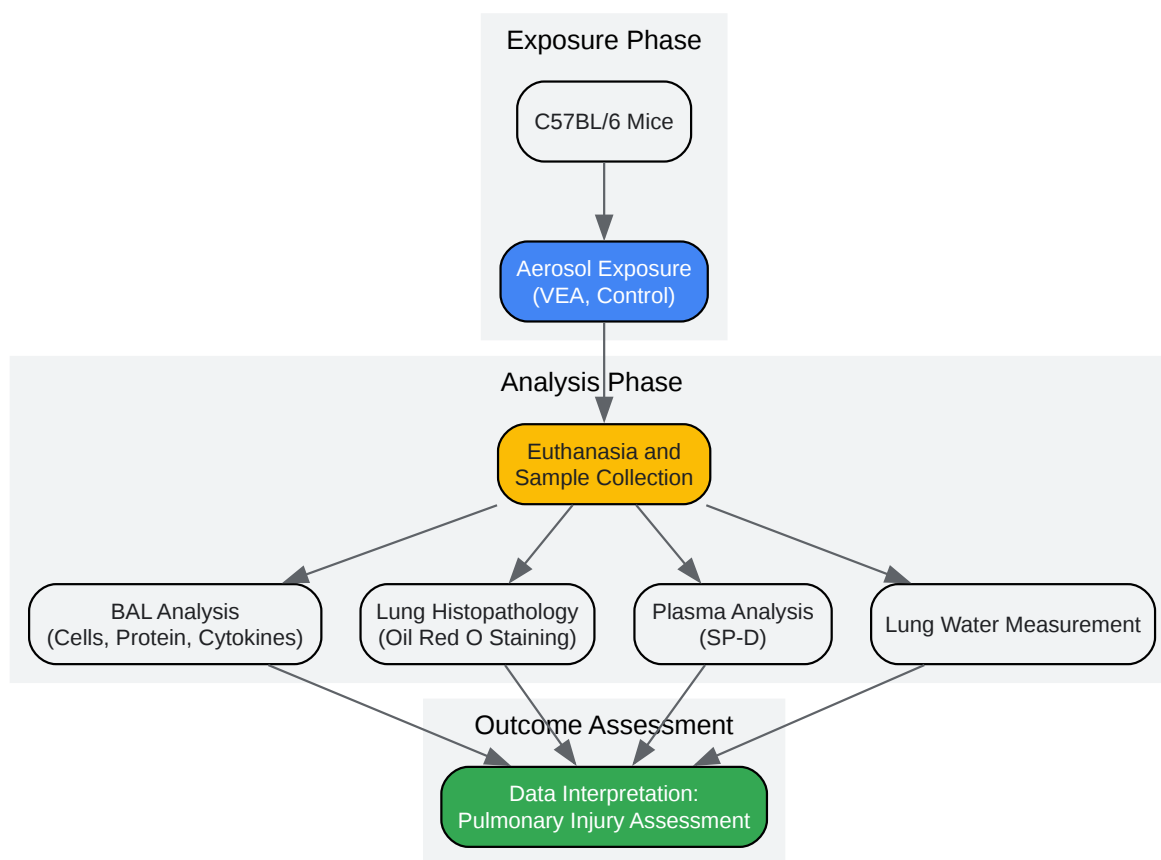 Exposure Phase
C57BL/6 Mice
Aerosol Exposure
(VEA, Control)
Analysis Phase
Euthanasia and
Sample Collection
BAL Analysis
(Cells, Protein, Cytokines)
Lung Histopathology
(Oil Red O Staining)
Plasma Analysis
(SP-D)
Lung Water Measurement
Outcome Assessment
Data Interpretation:
Pulmonary Injury Assessment